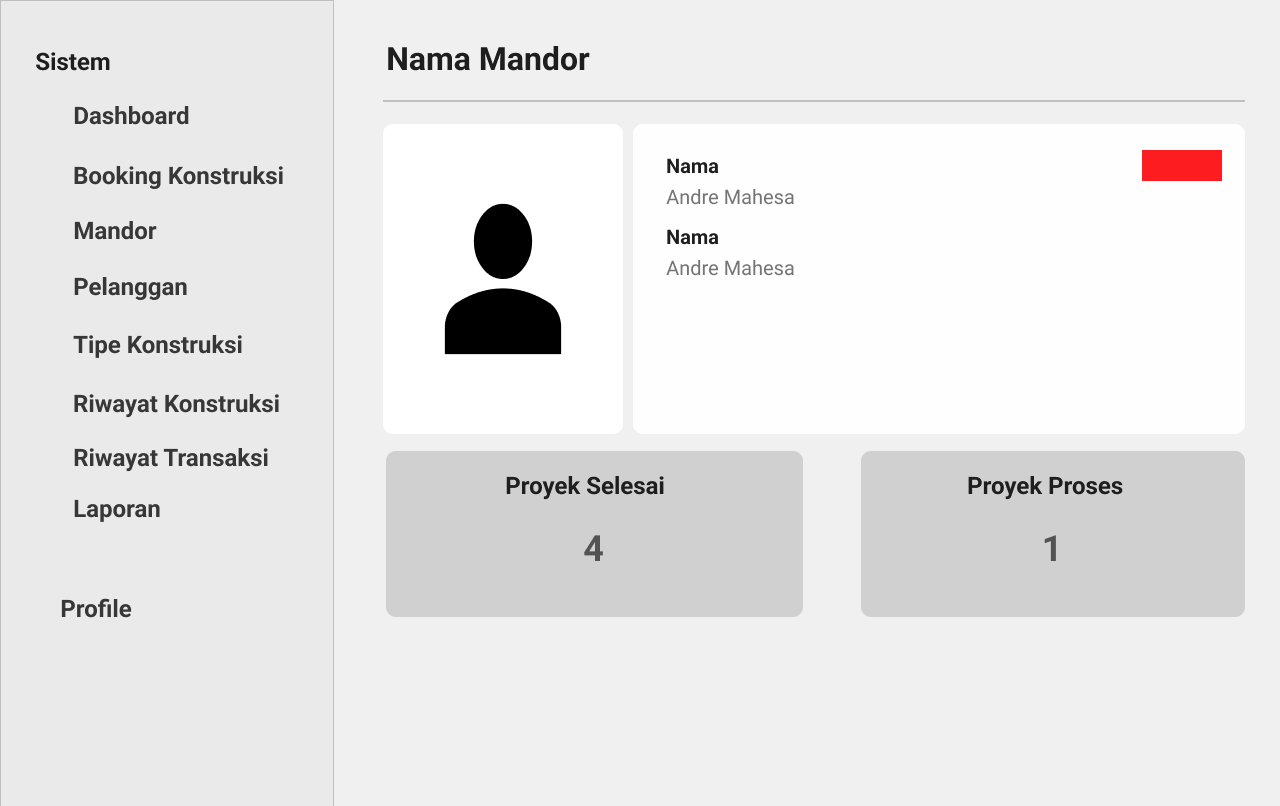 Sistem
Dashboard
Booking Konstruksi
Mandor
Pelanggan
Tipe Konstruksi
Riwayat Konstruksi
Riwayat Transaksi
Laporan
Profile
Nama Mandor
Nama
Andre Mahesa
Nama
Andre Mahesa
Proyek Selesai
4
Proyek Proses
1